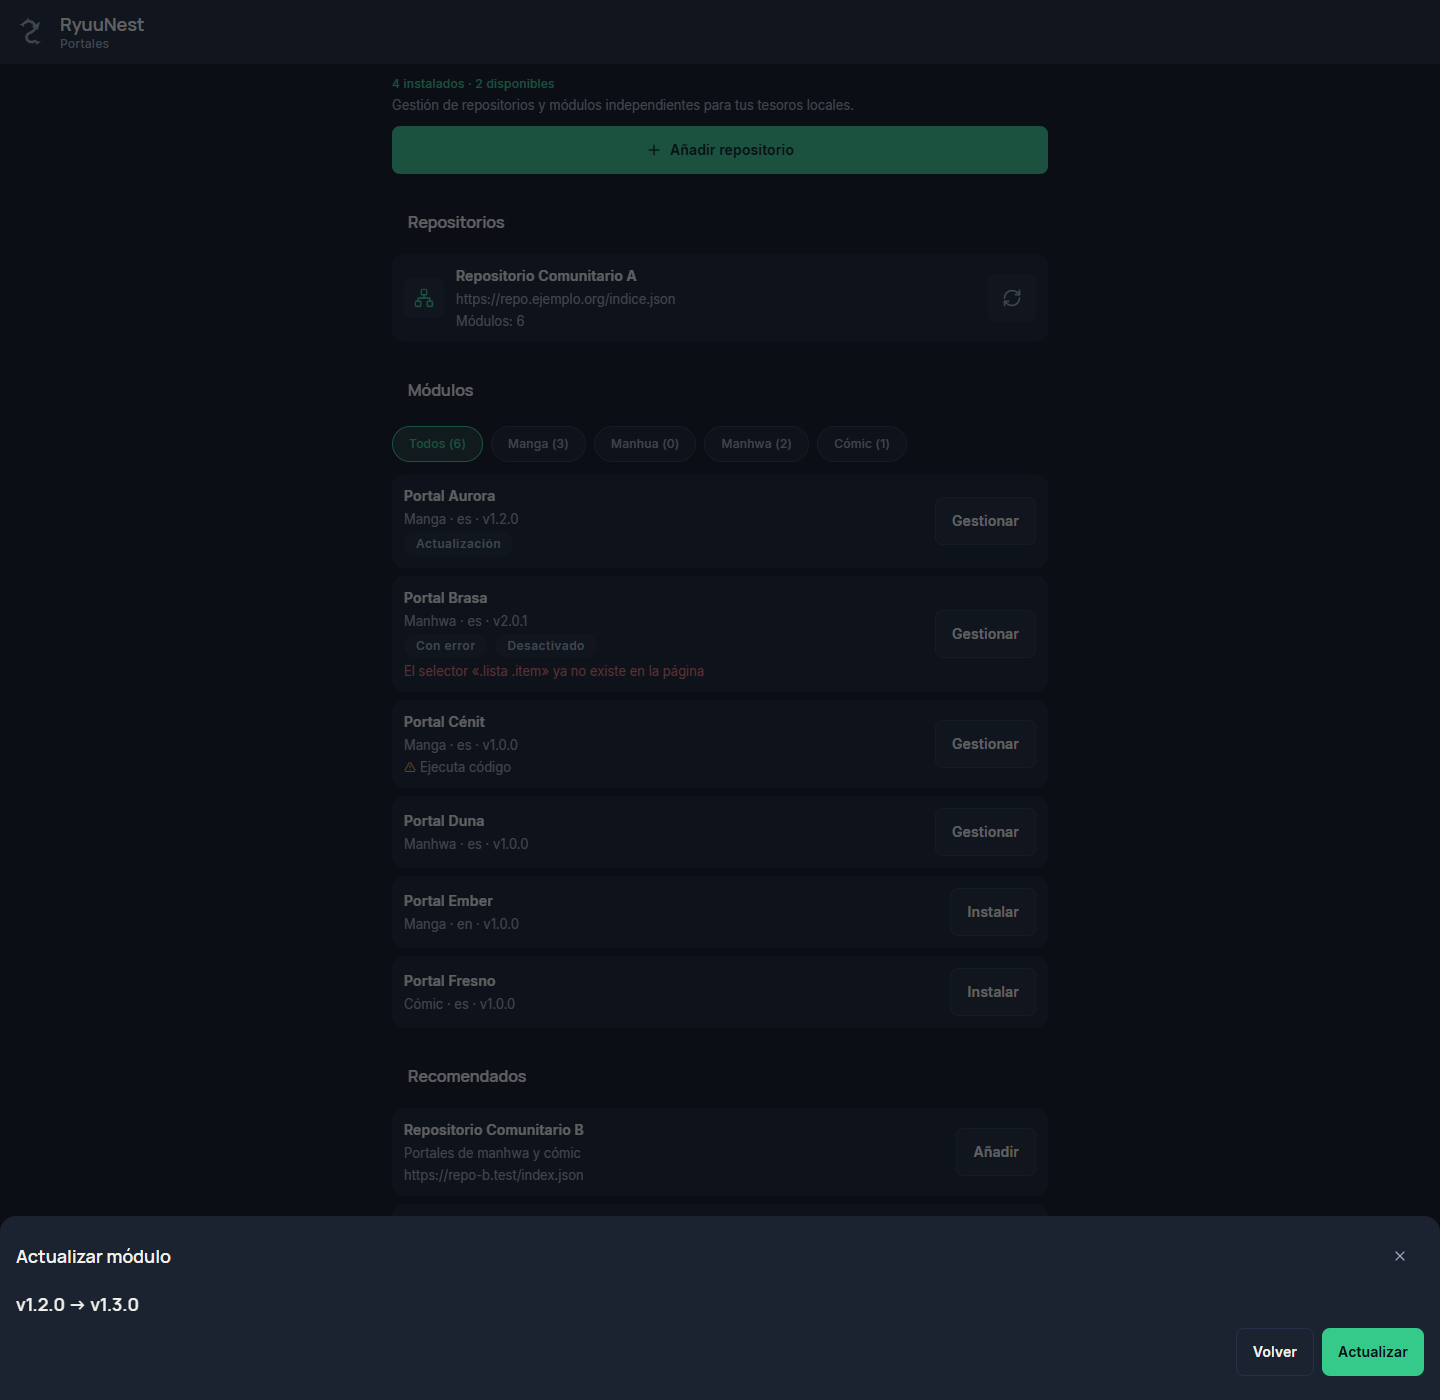 RyuuNest
Portales
4 instalados · 2 disponibles
Gestión de repositorios y módulos independientes para tus tesoros locales.
Añadir repositorio
Repositorios
Repositorio Comunitario A
https://repo.ejemplo.org/indice.json
Módulos: 6
Módulos
Todos (6)
Manga (3)
Manhua (0)
Manhwa (2)
Cómic (1)
Portal Aurora
Manga · es · v1.2.0
Actualización
Gestionar
Portal Brasa
Manhwa · es · v2.0.1
Con error
Desactivado
El selector «.lista .item» ya no existe en la página
Gestionar
Portal Cénit
Manga · es · v1.0.0
Ejecuta código
Gestionar
Portal Duna
Manhwa · es · v1.0.0
Gestionar
Portal Ember
Manga · en · v1.0.0
Instalar
Portal Fresno
Cómic · es · v1.0.0
Instalar
Recomendados
Repositorio Comunitario B
Portales de manhwa y cómic
https://repo-b.test/index.json
Añadir
Actualizar módulo
v1.2.0 → v1.3.0
Volver
Actualizar